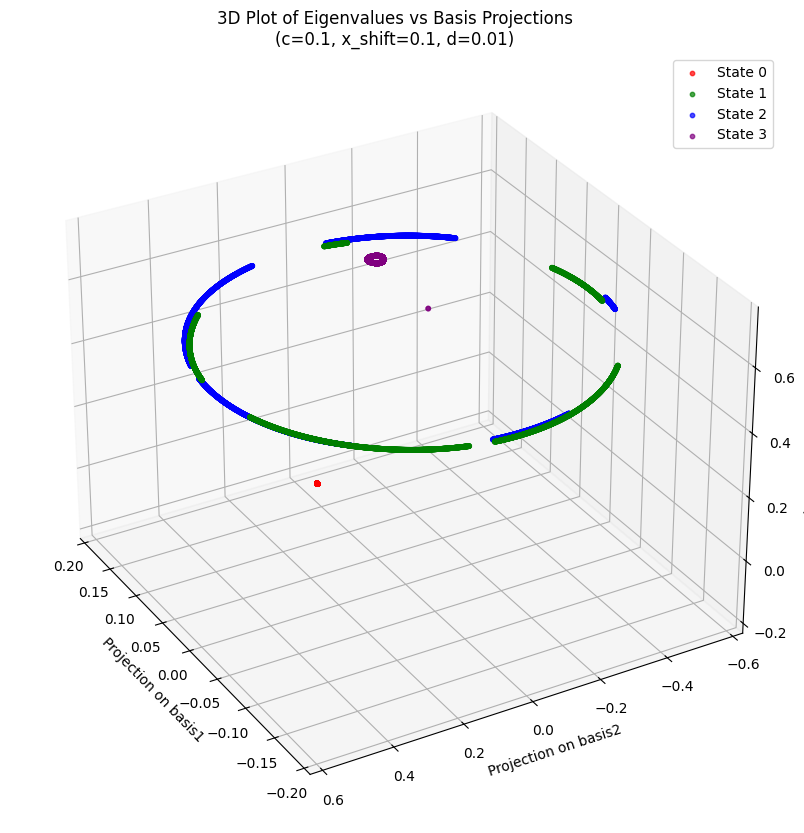 3D Plot of Eigenvalues vs Basis Projections
(c=0.1, x_shift=0.1, d=0.01)
State 0
State 1
State 2
State 3
0.6
0.4
0.2
0.0
−0.2
0.20
0.15
0.10
0.05
0.00
−0.05
−0.10
−0.15
−0.20
Projection on basis1
0.6
0.4
0.2
0.0
−0.2
−0.4
−0.6
Projection on basis2